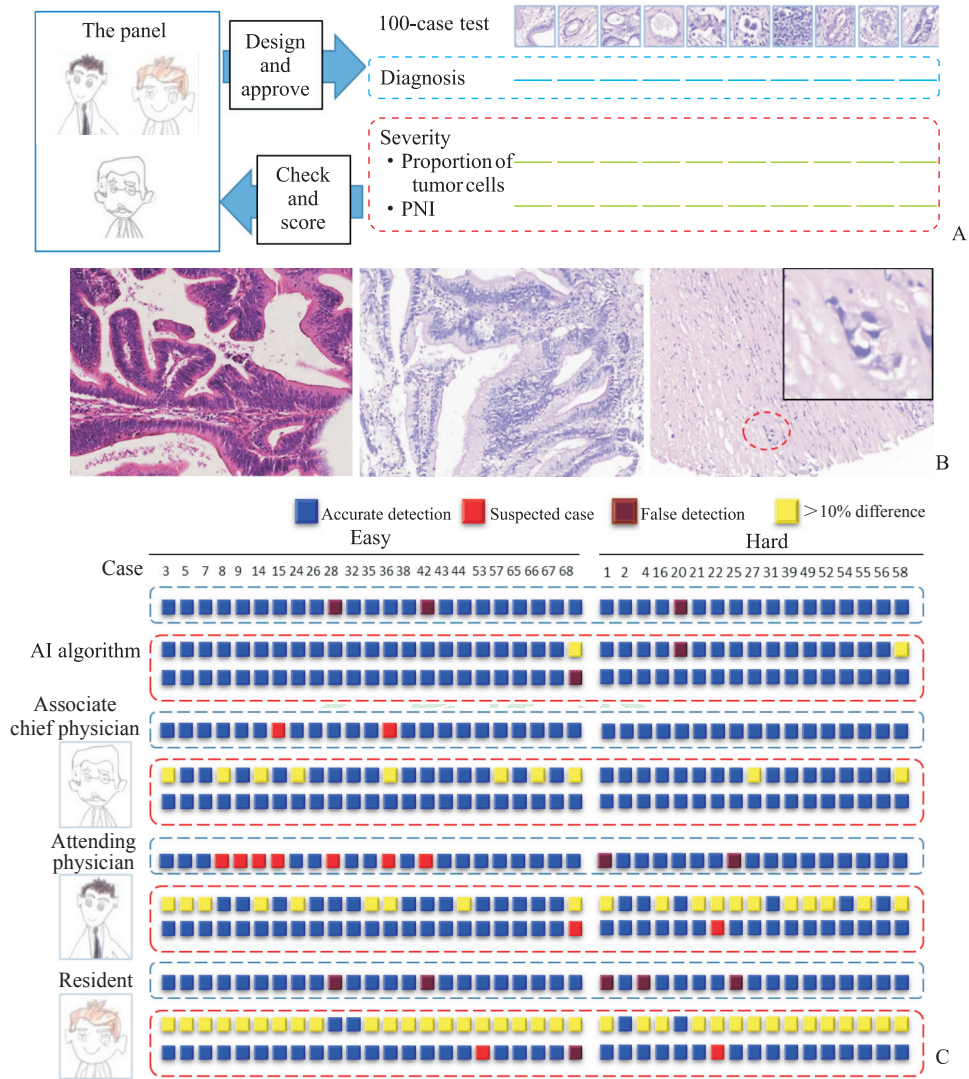 The panel
Design
and
approve
100-case test
Diagnosis
Severity
• Proportion of
tumor cells
• PNI
Check
and
score
A
B
Accurate detection
Suspected case
False detection
>10% difference
Easy
Hard
Case
3 5 7 8 9 14 15 24 26 28 32 35 36 38 42 43 44 53 57 65 66 67 68
1 2 4 16 20 21 22 25 27 31 39 49 52 54 55 56 58
AI algorithm
Associate
chief physician
Attending
physician
Resident
C